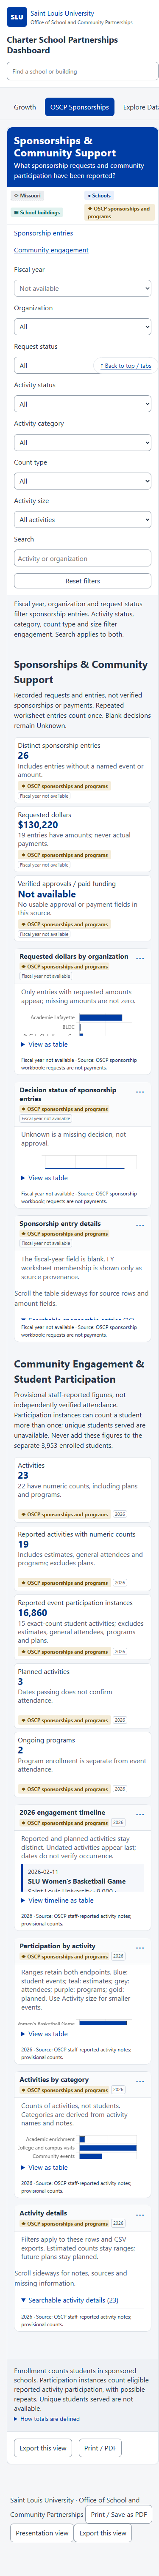 SLU
Saint Louis University
Office of School and Community Partnerships
Charter School Partnerships
Dashboard
Find a school or building
Growth
OSCP Sponsorships
Explore Data
Sponsorships &
Community Support
What sponsorship requests and community
participation have been reported?
Missouri
Schools
School buildings
OSCP sponsorships and
programs
Sponsorship entries
Community engagement
Fiscal year
Not available
Organization
All
Request status
All
↑ Back to top / tabs
Activity status
All
Activity category
All
Count type
All
Activity size
All activities
Search
Activity or organization
Reset filters
Fiscal year, organization and request status
filter sponsorship entries. Activity status,
category, count type and size filter
engagement. Search applies to both.
Sponsorships & Community
Support
Recorded requests and entries, not verified
sponsorships or payments. Repeated
worksheet entries count once. Blank decisions
remain Unknown.
Distinct sponsorship entries
26
Includes entries without a named event or
amount.
OSCP sponsorships and programs
Fiscal year not available
Requested dollars
$130,220
19 entries have amounts; never actual
payments.
OSCP sponsorships and programs
Fiscal year not available
Verified approvals / paid funding
Not available
No usable approval or payment fields in
this source.
OSCP sponsorships and programs
Fiscal year not available
Requested dollars by organization
OSCP sponsorships and programs
Fiscal year not available
Only entries with requested amounts
appear; missing amounts are not zero.
Academie Lafayette
BLOC
▶ View as table
Fiscal year not available · Source: OSCP sponsorship
workbook; requests are not payments.
Decision status of sponsorship
entries
OSCP sponsorships and programs
Fiscal year not available
Unknown is a missing decision, not
approval.
▶ View as table
Fiscal year not available · Source: OSCP sponsorship
workbook; requests are not payments.
Sponsorship entry details
OSCP sponsorships and programs
Fiscal year not available
The fiscal-year field is blank. FY
worksheet membership is shown only as
source provenance.
Scroll the table sideways for requests and
amount fields.
▼ Searchable sponsorship entries (26)
Fiscal year not available · Source: OSCP sponsorship
workbook; requests are not payments.
Community Engagement &
Student Participation
Provisional staff-reported figures, not
independently verified attendance.
Participation instances can count a student
more than once; unique students served are
unavailable. Never add these figures to the
separate 3,953 enrolled students.
Activities
23
22 have numeric counts, including plans
and programs.
OSCP sponsorships and programs 2026
Reported activities with numeric counts
19
Includes estimates, general attendees and
programs; excludes plans.
OSCP sponsorships and programs 2026
Reported event participation instances
16,860
15 exact-count student activities; excludes
estimates, general attendees, programs
and plans.
OSCP sponsorships and programs 2026
Planned activities
3
Dates passing does not confirm
attendance.
OSCP sponsorships and programs 2026
Ongoing programs
2
Program enrollment is separate from event
attendance.
OSCP sponsorships and programs 2026
2026 engagement timeline
OSCP sponsorships and programs 2026
Reported and planned activities stay
distinct. Undated activities appear last;
dates do not verify occurrence.
2026-02-11
SLU Women's Basketball Game
Saint Louis University · 9,000
▶ View timeline as table
2026 · Source: OSCP staff-reported activity notes;
provisional counts.
Participation by activity
OSCP sponsorships and programs 2026
Ranges retain both endpoints. Blue:
student events; teal: estimates; grey:
attendees; purple: programs; gold:
planned. Use Activity size for smaller
events.
Women's Basketball Game
▶ View as table
2026 · Source: OSCP staff-reported activity notes;
provisional counts.
Activities by category
OSCP sponsorships and programs 2026
Counts of activities, not students.
Categories are derived from activity
names and notes.
Academic enrichment
College and campus visits
Community events
▶ View as table
2026 · Source: OSCP staff-reported activity notes;
provisional counts.
Activity details
OSCP sponsorships and programs 2026
Filters apply to these rows and CSV
exports. Estimated counts stay ranges;
future plans stay planned.
Scroll sideways for notes, sources and
missing information.
▼ Searchable activity details (23)
2026 · Source: OSCP staff-reported activity notes;
provisional counts.
Enrollment counts students in sponsored
schools. Participation instances count eligible
reported activity participation, with possible
repeats. Unique students served are not
available.
▶ How totals are defined
Export this view
Print / PDF
Saint Louis University · Office of School and
Community Partnerships
Print / Save as PDF
Presentation view
Export this view